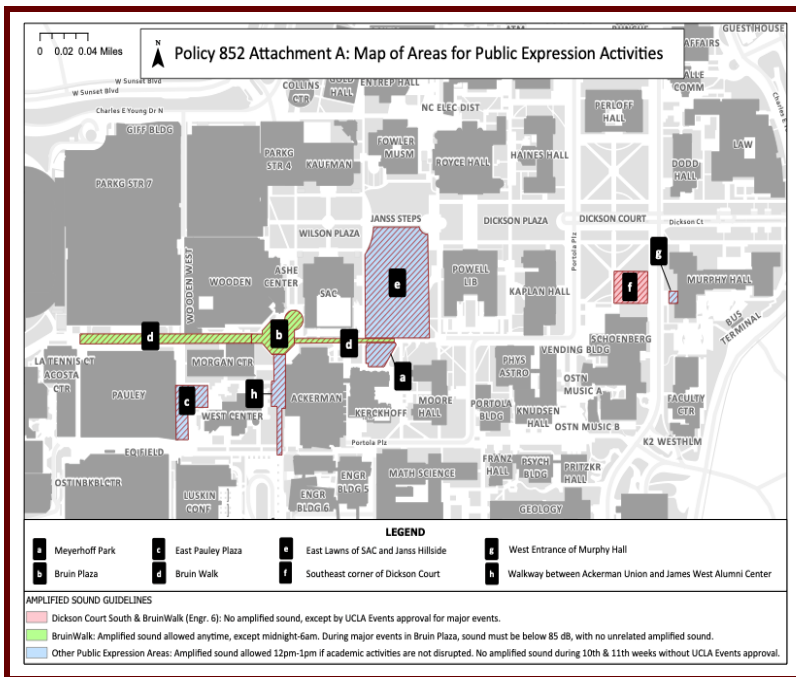 0 0.02 0.04 Miles
N
Policy 852 Attachment A: Map of Areas for Public Expression Activities
GUESTHOUSE
AFFAIRS
W Sunset Blvd
W Sunset Blvd
COLLINS
CTR
HALL
ENTREP HALL
COMM
Charles E Young Dr N
NC ELEC DIST
PERLOFF
HALL
GIFF BLDG
FOWLER
MUSM
LAW
PARKG
STR 4
KAUFMAN
ROYCE HALL
HAINES HALL
DODD
HALL
PARKG STR 7
JANSS STEPS
DICKSON PLAZA
DICKSON COURT
Dickson Ct
WILSON PLAZA
Portola Plz
g
WOODEN WEST
WOODEN
ASHE
CENTER
SAC
e
POWELL
LIB
KAPLAN HALL
f
MURPHY HALL
BUS
TERMINAL
b
d
d
SCHOENBERG
LA TENNIS CT
ACOSTA
CTR
MORGAN CTR
VENDING BLDG
PHYS
ASTRO
a
PAULEY
h
ACKERMAN
OSTN
MUSIC A
c
WEST CENTER
KERCKHOFF
MOORE
HALL
PORTOLA
BLDG
KNUDSEN
HALL
FACULTY
CTR
OSTN MUSIC B
Portola Plz
K2 WESTHLM
FRANZ
HALL
PSYCH
BLDG
PRITZKR
HALL
OSTINBKBLCTR
LUSKIN
CONF
ENGR
BLDG 6
ENGR
BLDG 5
MATH SCIENCE
GEOLOGY
LEGEND
a Meyerhoff Park
c East Pauley Plaza
e East Lawns of SAC and Janss Hillside
g West Entrance of Murphy Hall
b Bruin Plaza
d Bruin Walk
f Southeast corner of Dickson Court
h Walkway between Ackerman Union and James West Alumni Center
AMPLIFIED SOUND GUIDELINES
Dickson Court South & BruinWalk (Engr. 6): No amplified sound, except by UCLA Events approval for major events.
BruinWalk: Amplified sound allowed anytime, except midnight-6am. During major events in Bruin Plaza, sound must be below 85 dB, with no unrelated amplified sound.
Other Public Expression Areas: Amplified sound allowed 12pm-1pm if academic activities are not disrupted. No amplified sound during 10th & 11th weeks without UCLA Events approval.